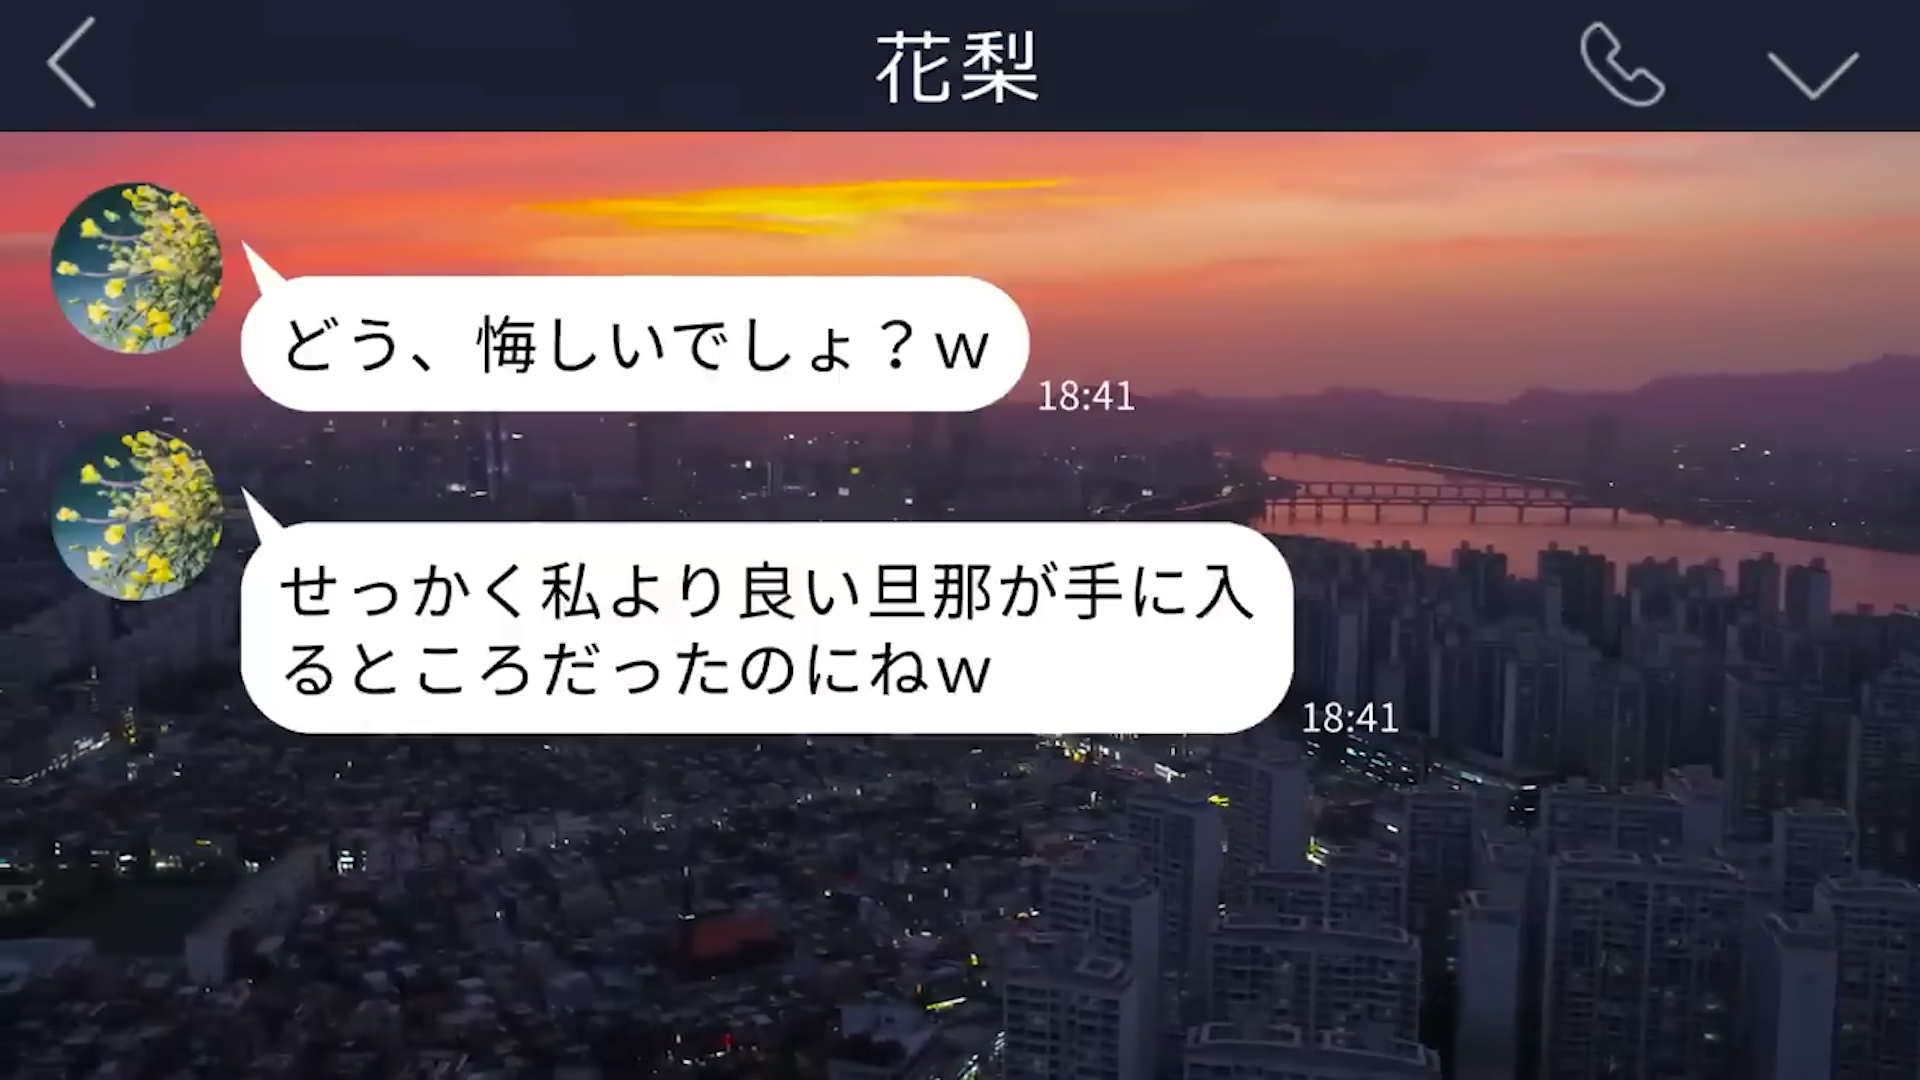 花梨
どう、悔しいでしょ？ｗ
18:41
せっかく私より良い旦那が手に入
るところだったのにねｗ
18:41